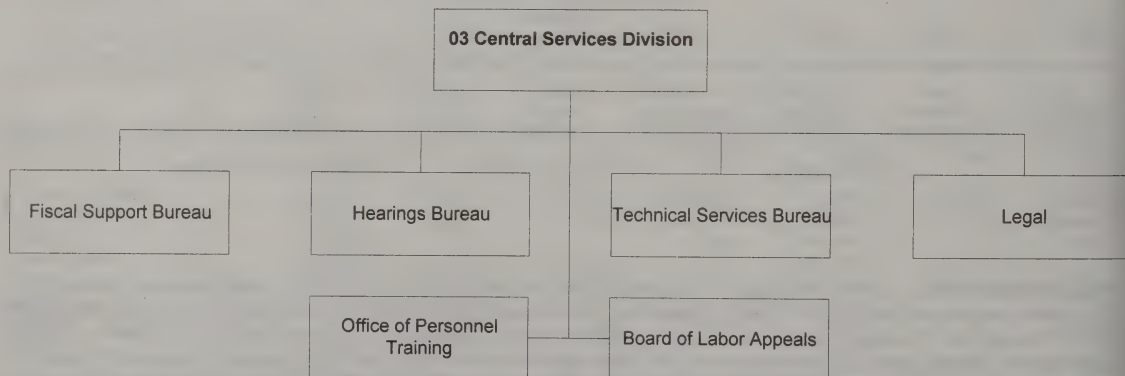 03 Central Services Division
Fiscal Support Bureau
Hearings Bureau
Technical Services Bureau
Legal
Office of Personnel
Training
Board of Labor Appeals